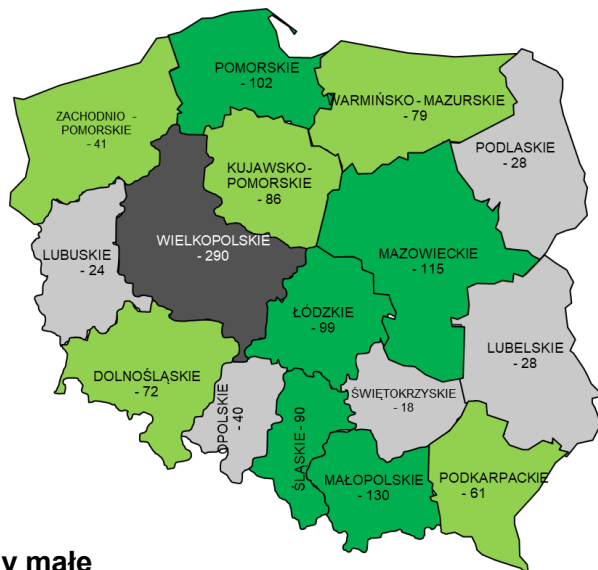 POMORSKIE
- 102
ZACHODNIO -
POMORSKIE
- 41
WARMIŃSKO - MAZURSKIE
- 79
PODLASKIE
- 28
KUJAWSKO-
POMORSKIE
- 86
WIELKOPOLSKIE
- 290
LUBUSKIE
- 24
MAZOWIECKIE
- 115
ŁÓDZKIE
- 99
LUBELSKIE
- 28
DOLNOŚLĄSKIE
- 72
OPOLSKIE
- 40
ŚLĄSKIE - 90
ŚWIĘTOKRZYSKIE
- 18
MAŁOPOLSKIE
- 130
PODKARPACKIE
- 61
y małe